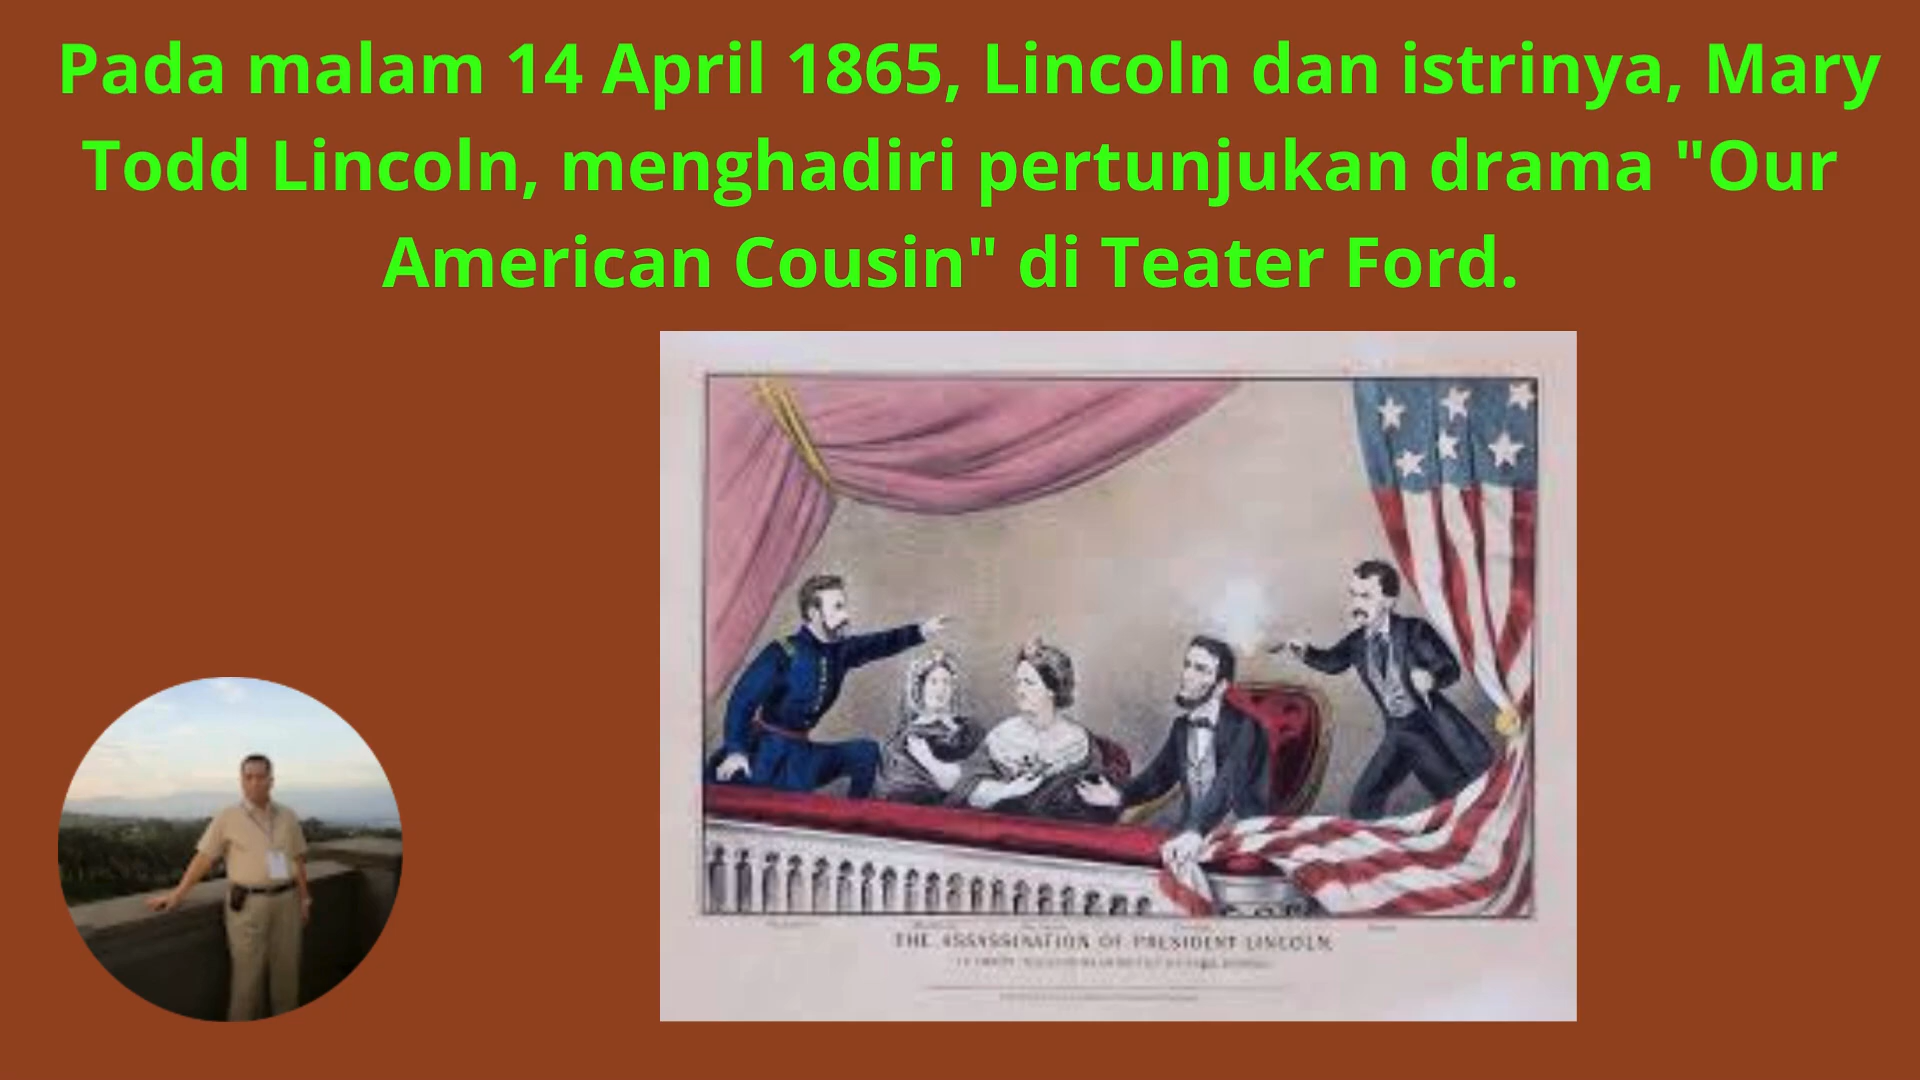 Pada malam 14 April 1865, Lincoln dan istrinya, Mary
Todd Lincoln, menghadiri pertunjukan drama "Our
American Cousin" di Teater Ford.
THE ASSASSINATION OF PRESIDENT LINCOLN.